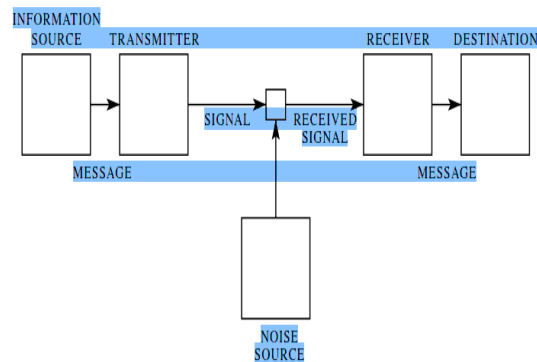 INFORMATION
SOURCE TRANSMITTER RECEIVER DESTINATION
SIGNAL RECEIVED
SIGNAL
MESSAGE MESSAGE
NOISE
SOURCE